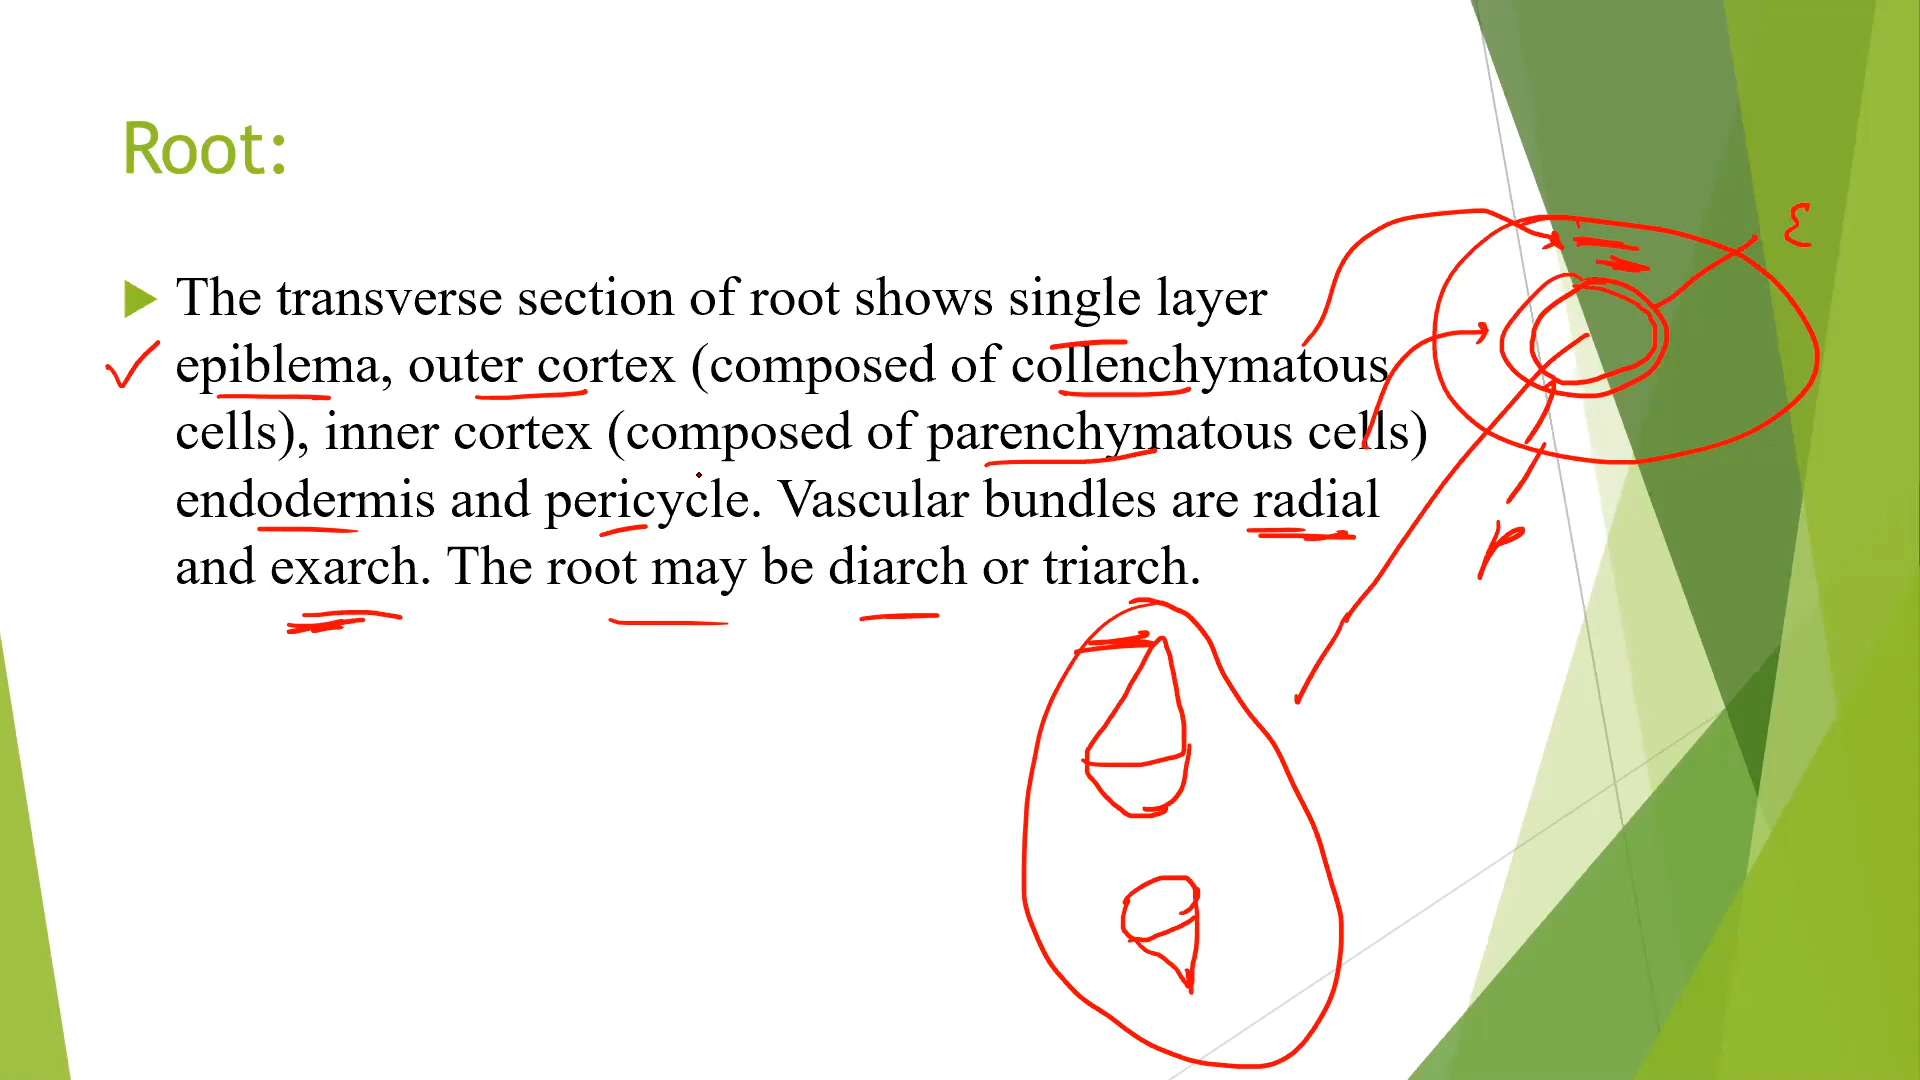 Root:
The transverse section of root shows single layer
epiblema, outer cortex (composed of collenchymatous
cells), inner cortex (composed of parenchymatous cells)
endodermis and pericycle. Vascular bundles are radial
and exarch. The root may be diarch or triarch.